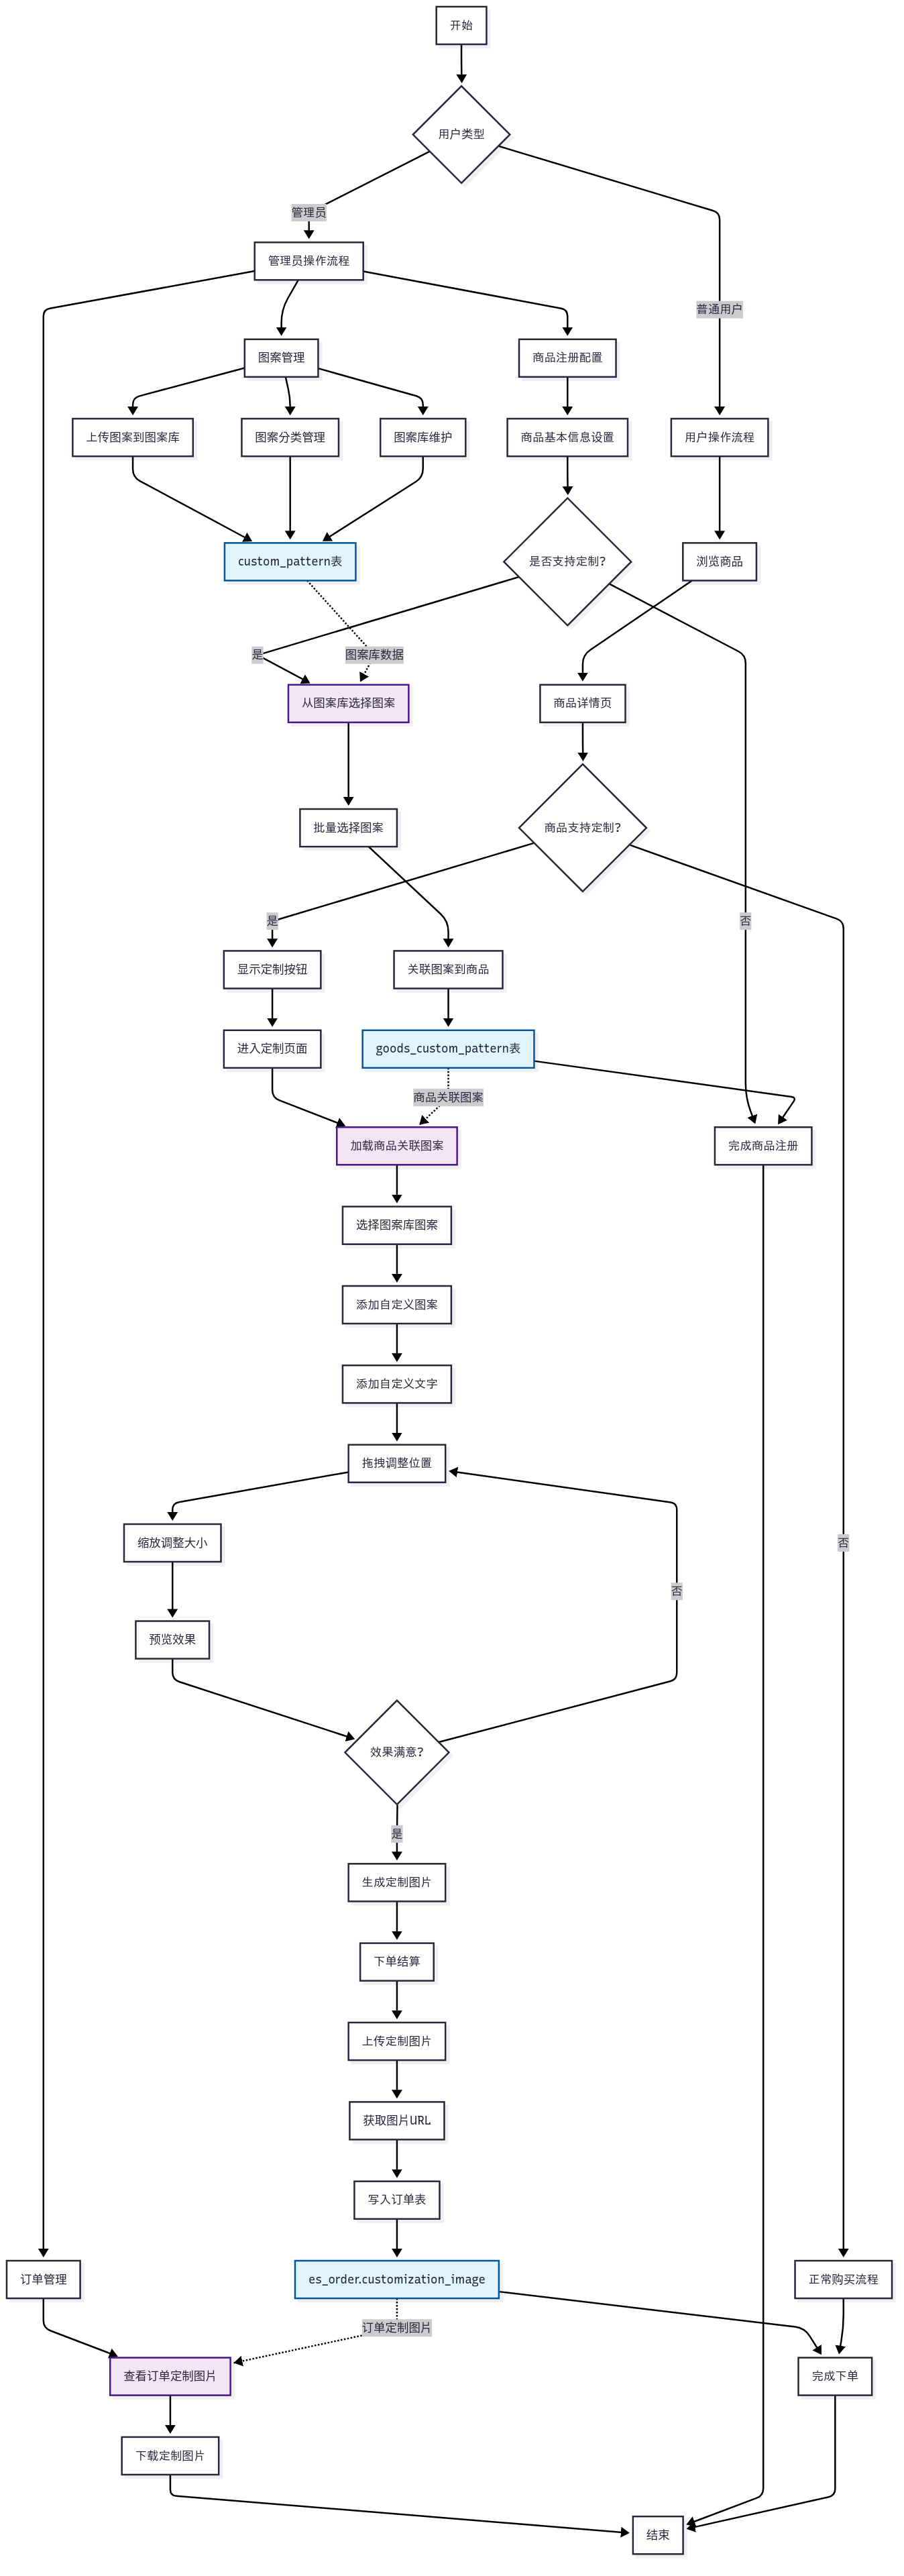 开始
用户类型
管理员
管理员操作流程
普通用户
图案管理
商品注册配置
上传图案到图案库
图案分类管理
图案库维护
商品基本信息设置
用户操作流程
custom_pattern表
是否支持定制?
浏览商品
是
图案库数据
从图案库选择图案
商品详情页
批量选择图案
商品支持定制?
是
否
显示定制按钮
关联图案到商品
进入定制页面
goods_custom_pattern表
商品关联图案
加载商品关联图案
完成商品注册
选择图案库图案
添加自定义图案
添加自定义文字
拖拽调整位置
缩放调整大小
否
否
预览效果
效果满意?
是
生成定制图片
下单结算
上传定制图片
获取图片URL
写入订单表
订单管理
es_order.customization_image
正常购买流程
订单定制图片
查看订单定制图片
完成下单
下载定制图片
结束